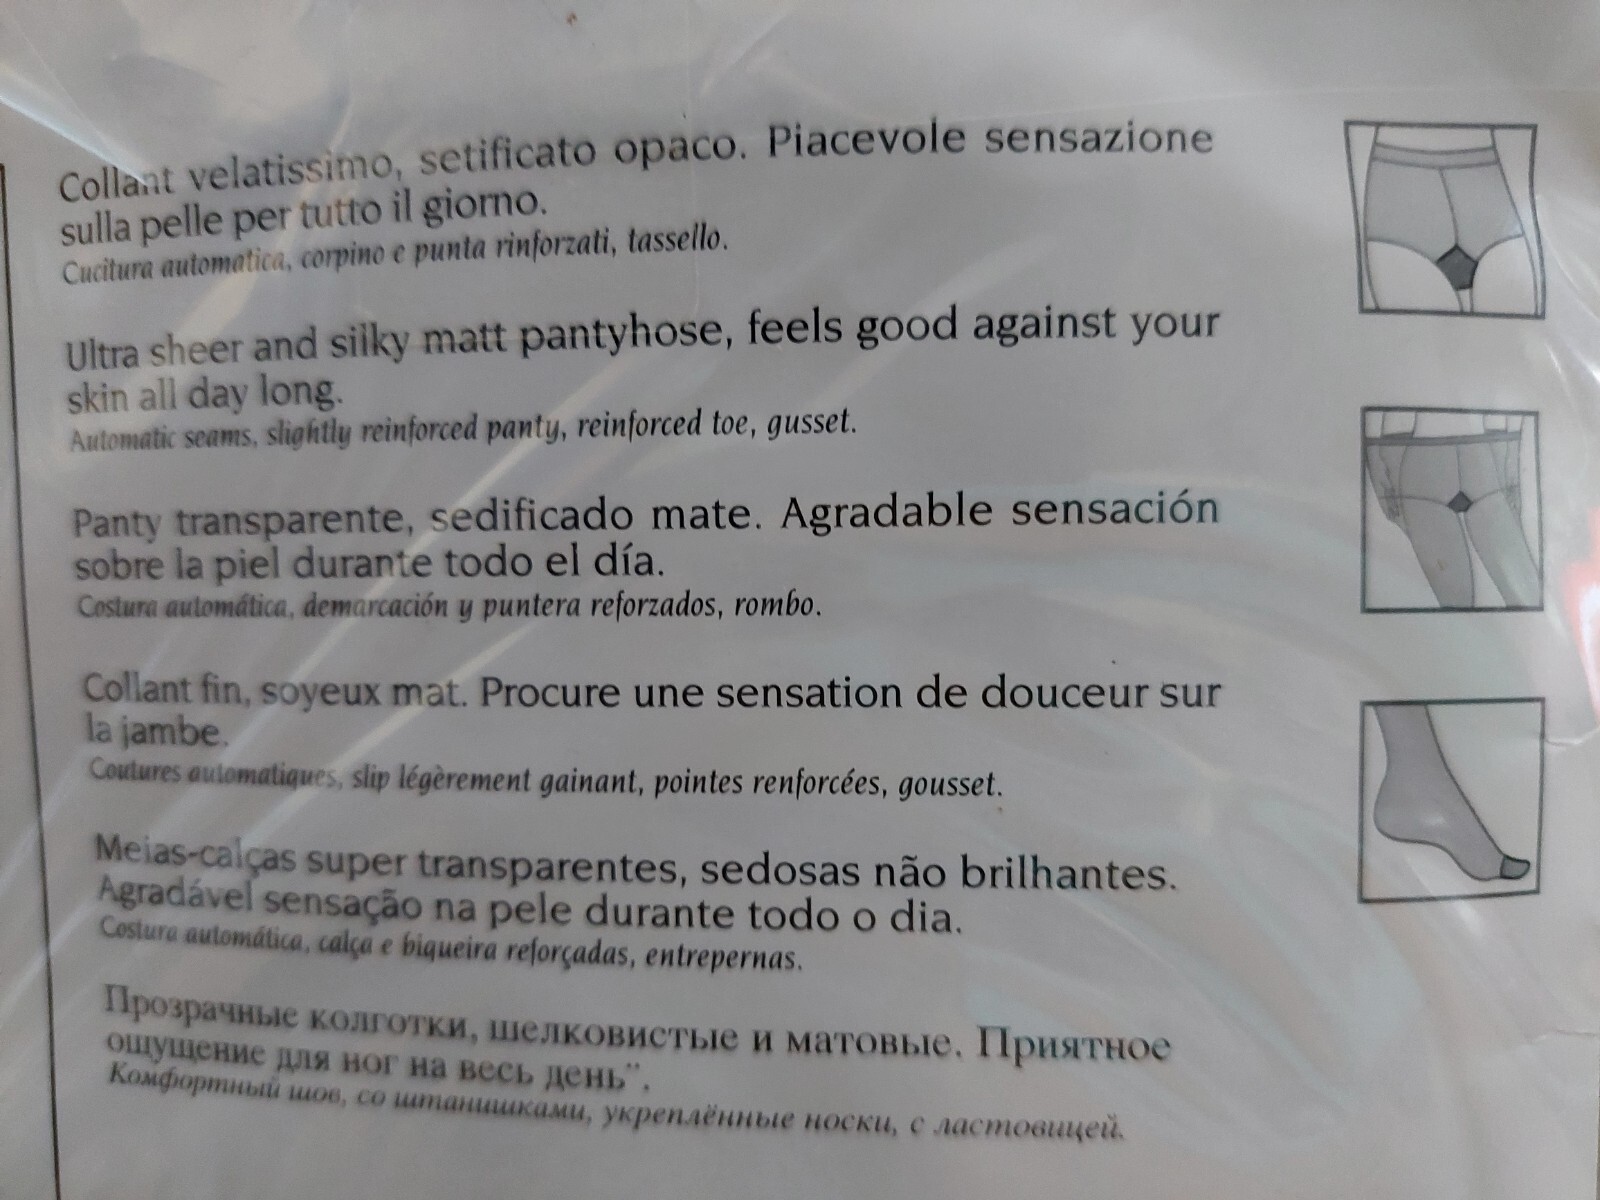 Collant velatissimo, setificato opaco. Piacevole sensazione
sulla pelle per tutto il giorno.
Cucitura automatica, corpino e punta rinforzati, tassello.
Ultra sheer and silky matt pantyhose, feels good against your
skin all day long.
Automatic seams, slightly reinforced panty, reinforced toe, gusset.
Panty transparente, sedificado mate. Agradable sensación
sobre la piel durante todo el día.
Costura automática, demarcación y puntera reforzados, rombo.
Collant fin, soyeux mat. Procure une sensation de douceur sur
la jambe.
Coutures automatiques, slip légèrement gainant, pointes renforcées, gousset.
Meias-calças super transparentes, sedosas não brilhantes.
Agradável sensação na pele durante todo o dia.
Costura automática, calça e biqueira reforçadas, entrepernas.
Прозрачные колготки, шелковистые и матовые. Приятное
ощущение для ног на весь день¨.
Комфортный шов, со штанишками, укреплённые носки, с ластовицей.